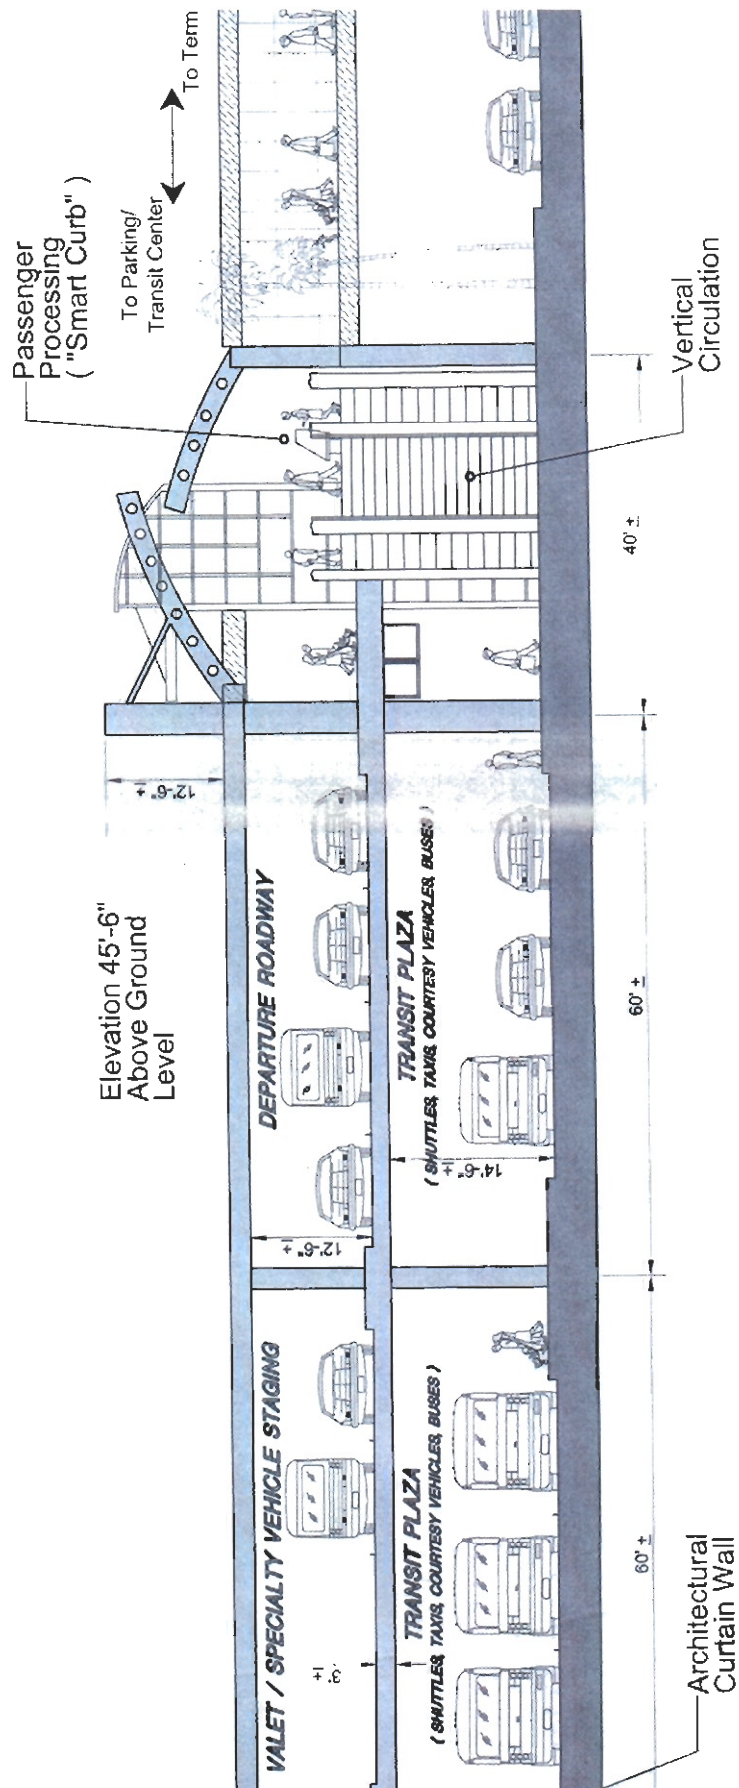 Passenger
Processing
("Smart Curb" )
To Parking/
Transit Center
To Term
Elevation 45'-6"
Above Ground
Level
12'-6" ±
VALET / SPECIALTY VEHICLE STAGING
DEPARTURE ROADWAY
12'-6" ±
3' ±
TRANSIT PLAZA
( SHUTTLES, TAXIS, COURTESY VEHICLES, BUSES )
TRANSIT PLAZA
( SHUTTLES, TAXIS, COURTESY VEHICLES, BUSES )
14'-6" ±
60' ±
60' ±
40' ±
Architectural
Curtain Wall
Vertical
Circulation